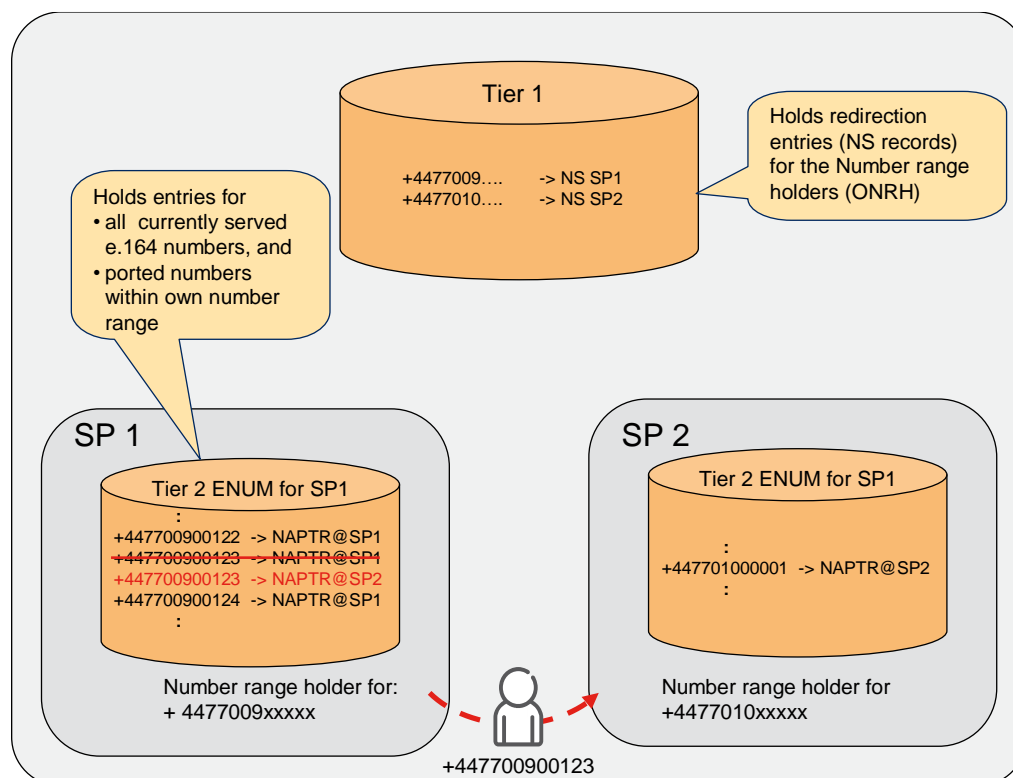 Tier 1
+4477009.... -> NS SP1
+4477010.... -> NS SP2
Holds redirection
entries (NS records)
for the Number range
holders (ONRH)
Holds entries for
• all currently served
e.164 numbers, and
• ported numbers
within own number
range
SP 1
Tier 2 ENUM for SP1
:
+447700900122 -> NAPTR@SP1
+447700900123 -> NAPTR@SP1
+447700900123 -> NAPTR@SP2
+447700900124 -> NAPTR@SP1
:
Number range holder for:
+ 4477009xxxxx
SP 2
Tier 2 ENUM for SP1
:
+447701000001 -> NAPTR@SP2
:
Number range holder for
+4477010xxxxx
+447700900123